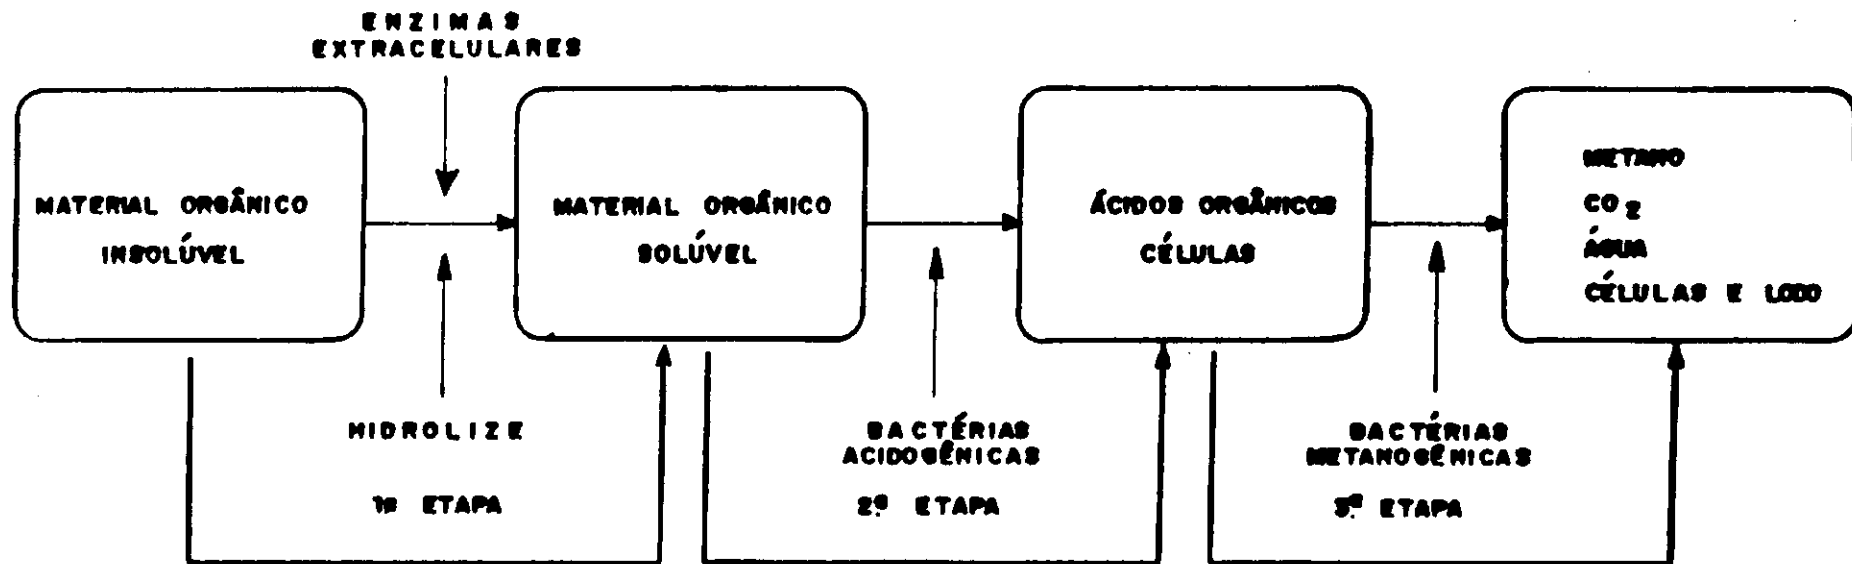 ENZIMAS
EXTRACELULARES
MATERIAL ORGÂNICO
INSOLÚVEL
MATERIAL ORGÂNICO
SOLÚVEL
ÁCIDOS ORGÂNICOS
CÉLULAS
METANO
CO2
ÁGUA
CÉLULAS E LODO
HIDROLIZE
1ª ETAPA
BACTÉRIAS
ACIDOGÊNICAS
2ª ETAPA
BACTÉRIAS
METANOGÊNICAS
3ª ETAPA